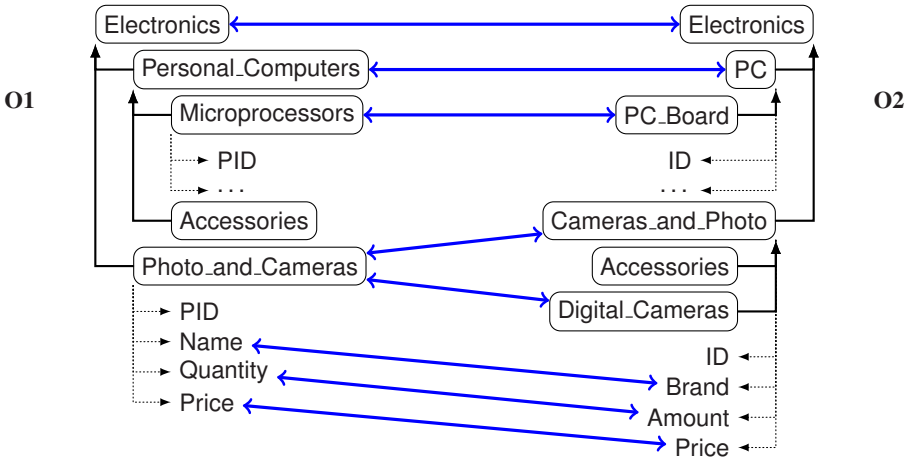 Electronics Electronics
Personal_Computers PC
O1 O2
Microprocessors PC_Board
PID ID
... ...
Accessories Cameras_and_Photo
Photo_and_Cameras Accessories
Digital_Cameras
PID
Name ID
Quantity Brand
Price Amount
Price